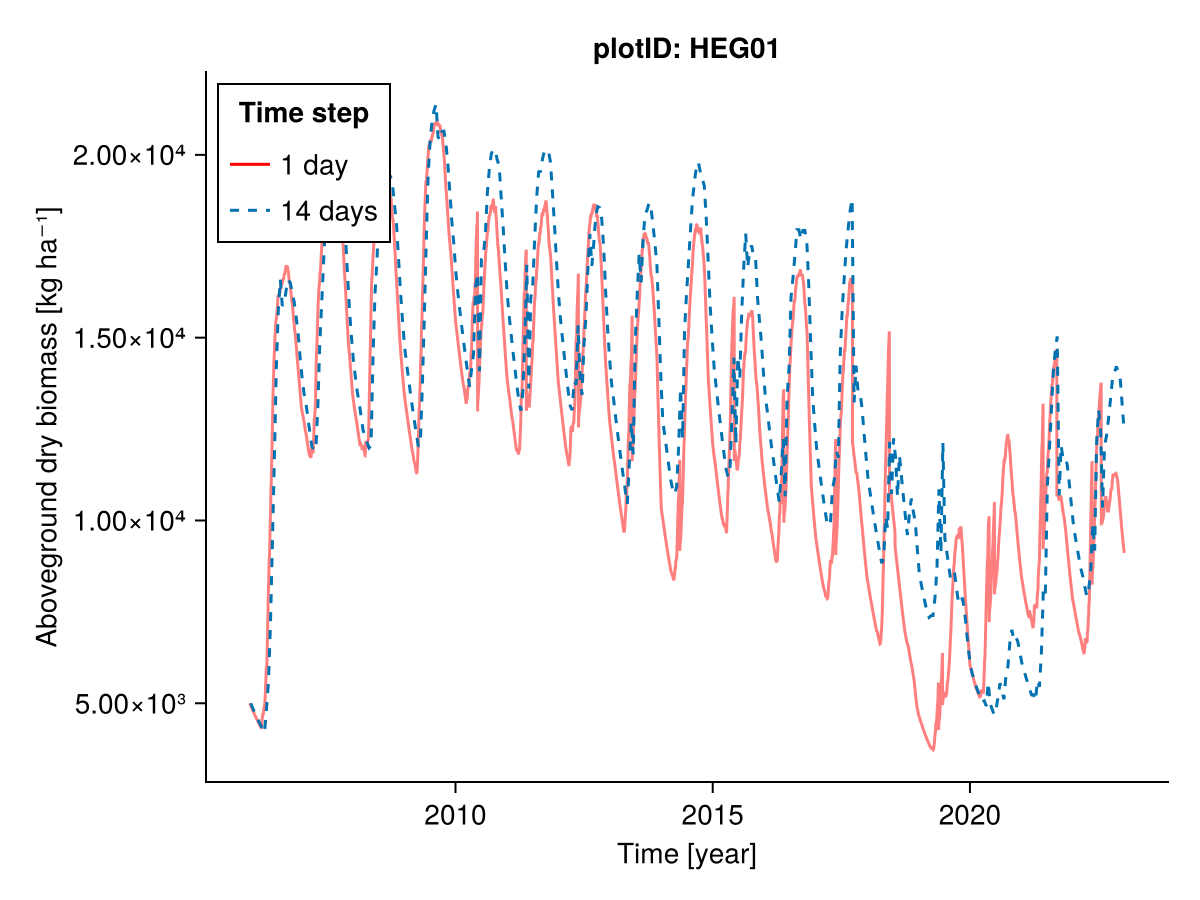 plotID: HEG01
Time step
1 day
14 days
2.00×10⁴
1.50×10⁴
1.00×10⁴
5.00×10³
Aboveground dry biomass [kg ha⁻¹]
2010
2015
2020
Time [year]